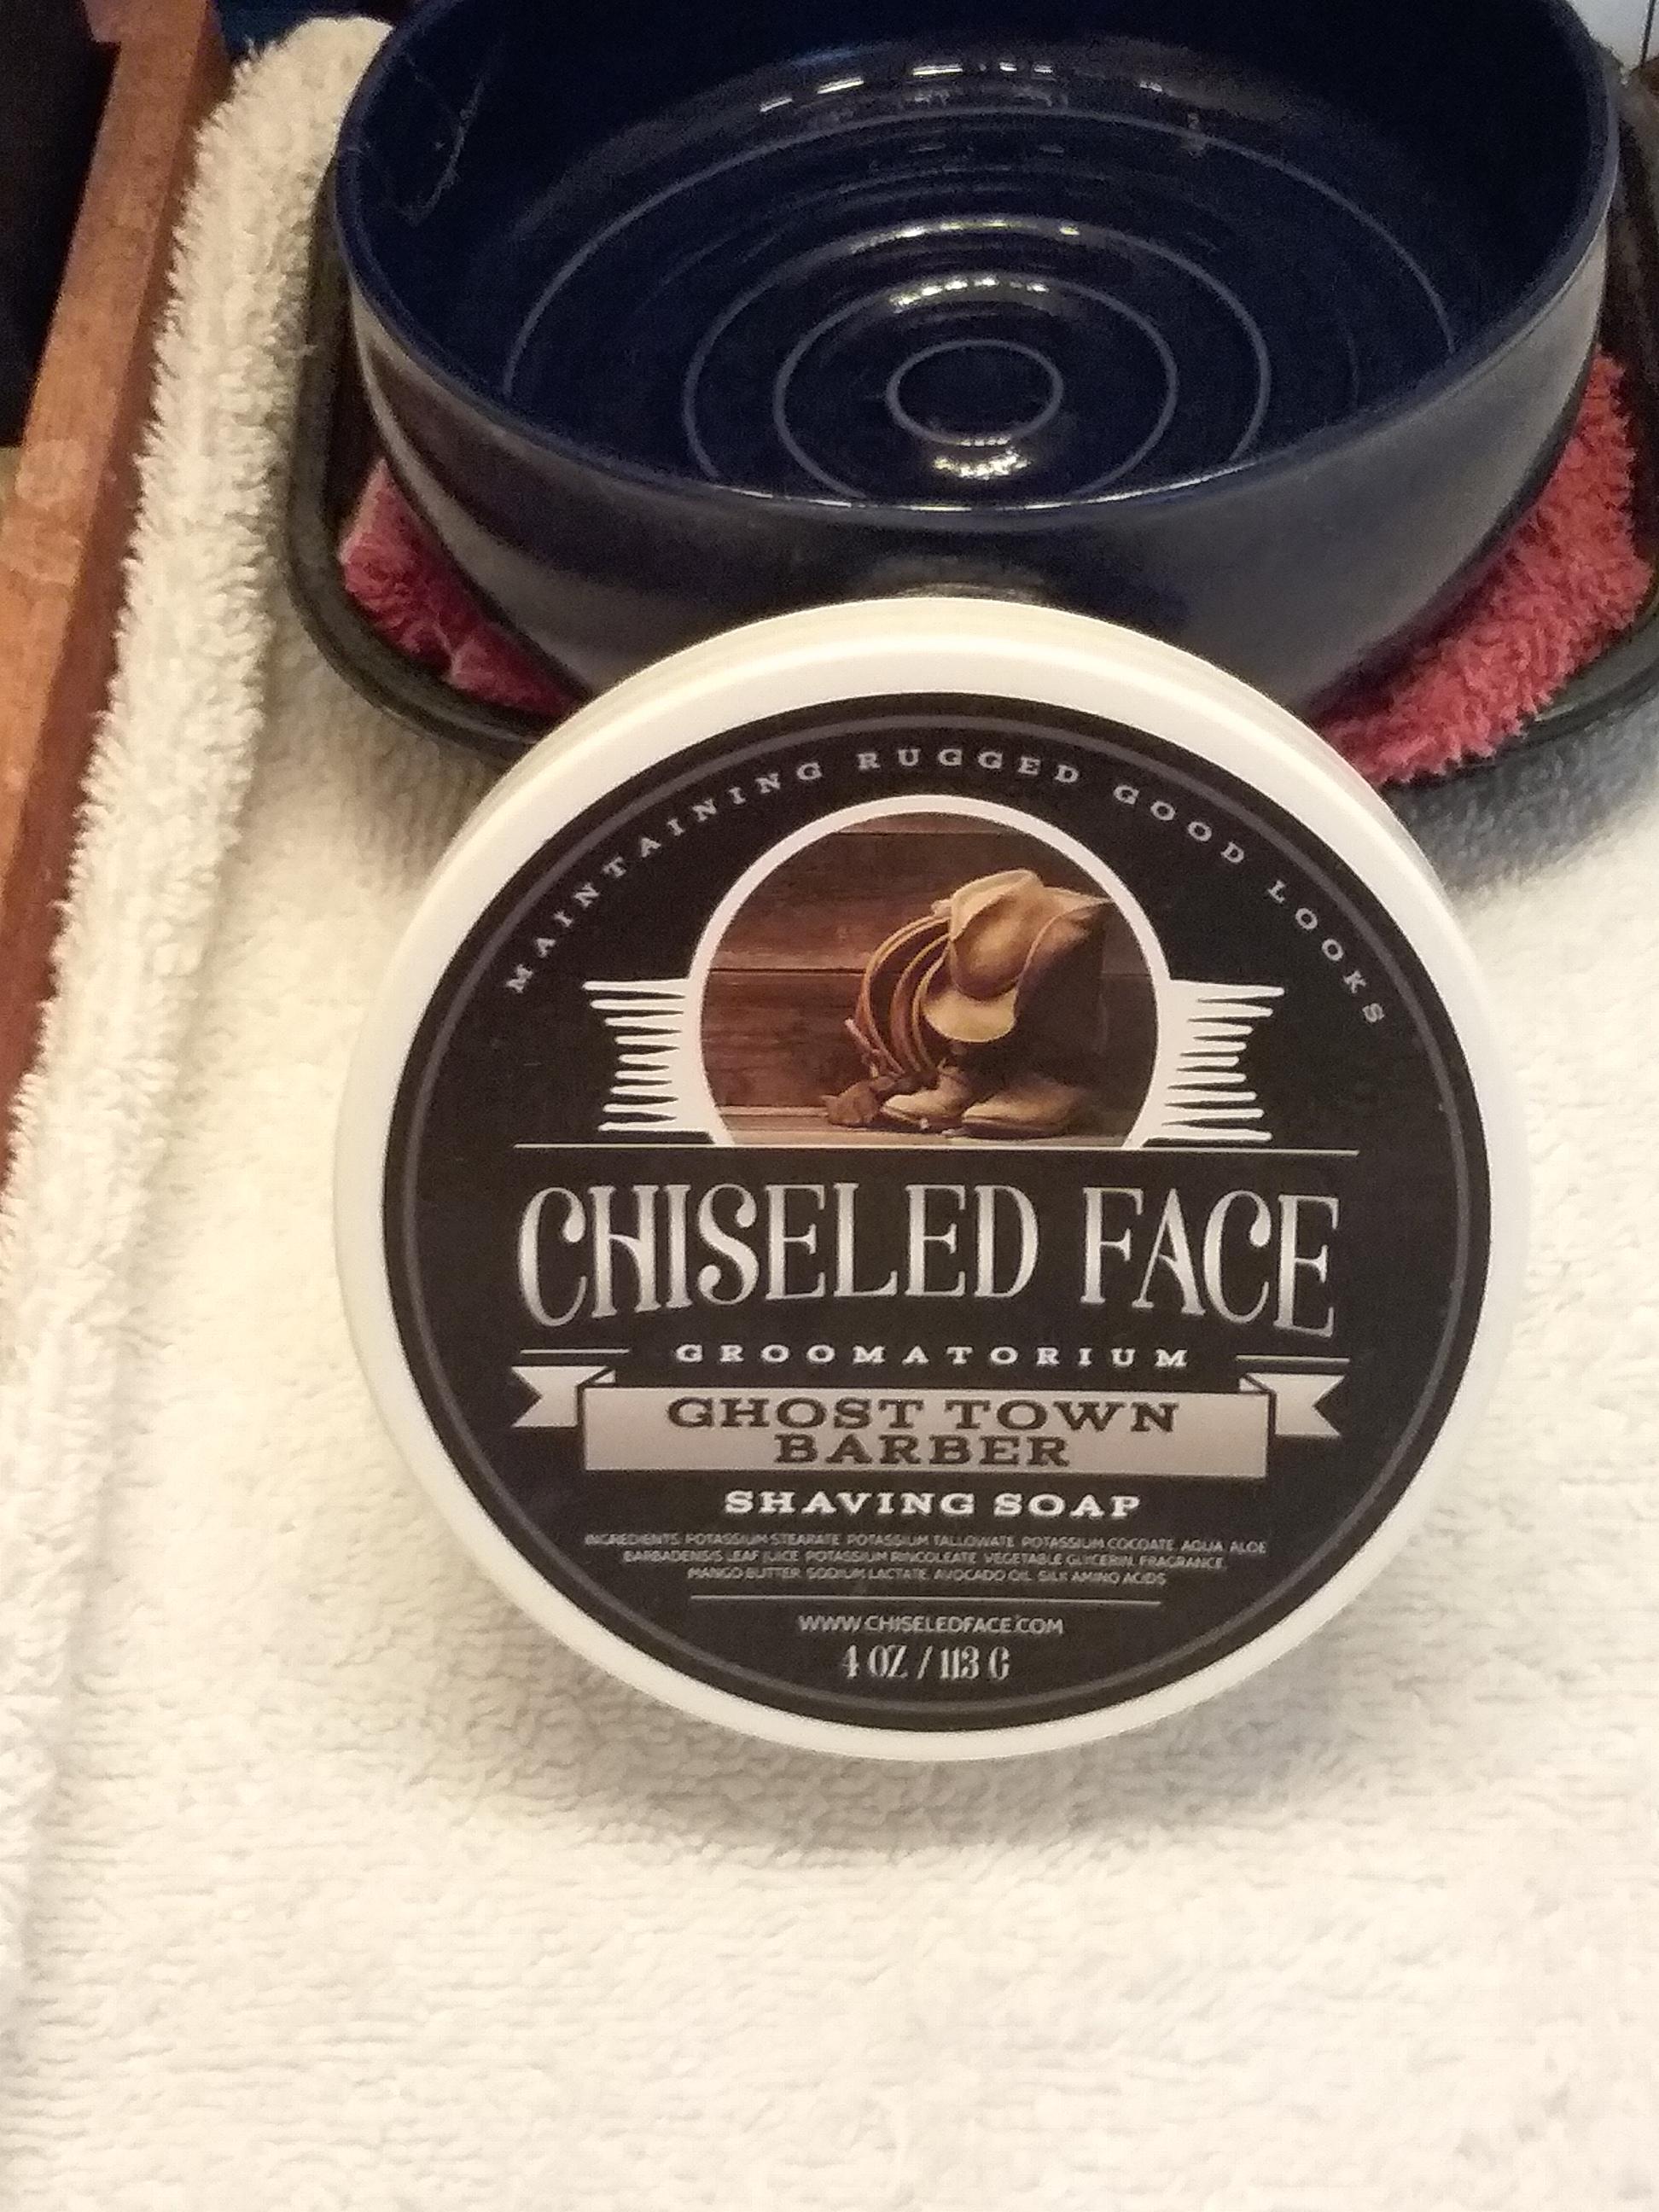 MAINTAINING RUGGED GOOD LOOKS
CHISELED FACE
GROOMATORIUM
GHOST TOWN
BARBER
SHAVING SOAP
INGREDIENTS: POTASSIUM STEARATE, POTASSIUM TALLOWATE, POTASSIUM COCOATE, AQUA, ALOE
BARBADENSIS LEAF JUICE, POTASSIUM RINCOLEATE, VEGETABLE GLYCERIN, FRAGRANCE,
MANGO BUTTER, SODIUM LACTATE, AVOCADO OIL, SILK AMINO ACIDS
WWW.CHISELEDFACE.COM
4 OZ / 113 G